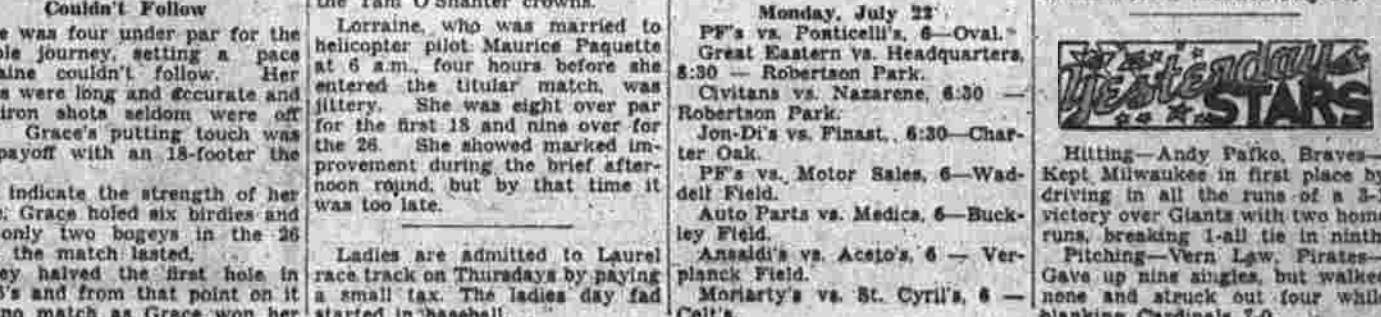 Couldn't Follow
e was four under par for the
ole journey, setting a pace
aine couldn't follow. Her
s were long and accurate and
iron shots seldom were off
Grace's putting touch was
payoff with an 18-footer the
indicate the strength of her
e, Grace holed six birdies and
only two bogeys in the 26
the match lasted.
ey halved the first hole in
's and from that point on it
no match as Grace won her
the Tam O'Shanter crowns.
Lorraine, who was married to
helicopter pilot Maurice Paquette
at 6 a.m., four hours before she
entered the titular match, was
jittery. She was eight over par
for the first 18 and nine over for
the 26. She showed marked im-
provement during the brief after-
noon round, but by that time it
was too late.
Ladies are admitted to Laurel
race track on Thursdays by paying
a small tax. The ladies day fad
started in baseball.
Monday, July 22
PF's vs. Ponticelli's, 6—Oval.
Great Eastern vs. Headquarters,
8:30 — Robertson Park.
Civitans vs. Nazarene, 6:30 —
Robertson Park.
Jon-Di's vs. Finast, 6:30—Char-
ter Oak.
PF's vs. Motor Sales, 6—Wad-
dell Field.
Auto Parts vs. Medics, 6—Buck-
ley Field.
Ansaldi's vs. Aceto's, 6 — Ver-
planck Field.
Moriarty's vs. St. Cyril's, 6 —
Colt's.
Yesterday's
STARS
Hitting—Andy Pafko, Braves—
Kept Milwaukee in first place by
driving in all the runs of a 3-1
victory over Giants with two home
runs, breaking 1-all tie in ninth.
Pitching—Vern Law, Pirates—
Gave up nine singles, but walked
none and struck out four while
blanking Cardinals 7-0.